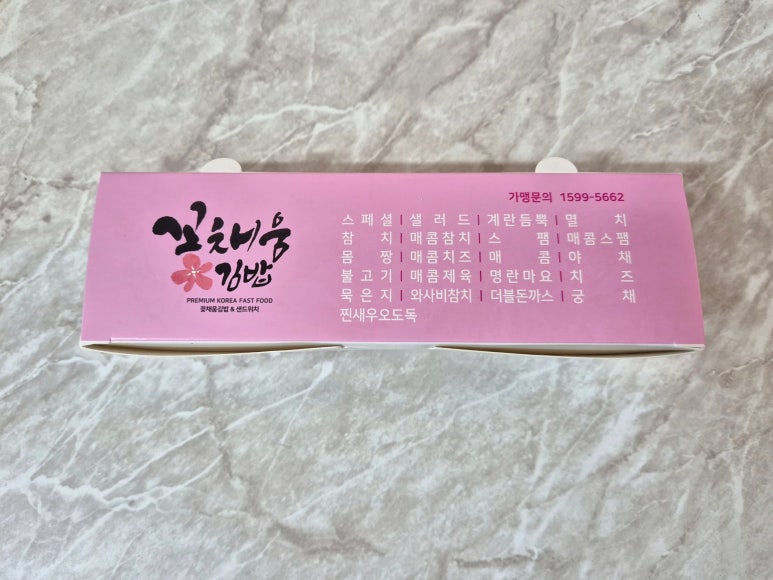 꽃채움
김밥
PREMIUM KOREA FAST FOOD
꽃채움김밥 & 샌드위치
가맹문의 1599-5662
스페셜 | 샐러드 | 계란듬뿍 | 멸치
참치 | 매콤참치 | 스팸 | 매콤스팸
몸짱 | 매콤치즈 | 매콤 | 야채
불고기 | 매콤제육 | 명란마요 | 치즈
묵은지 | 와사비참치 | 더블돈까스 | 궁채
찐새우오도독